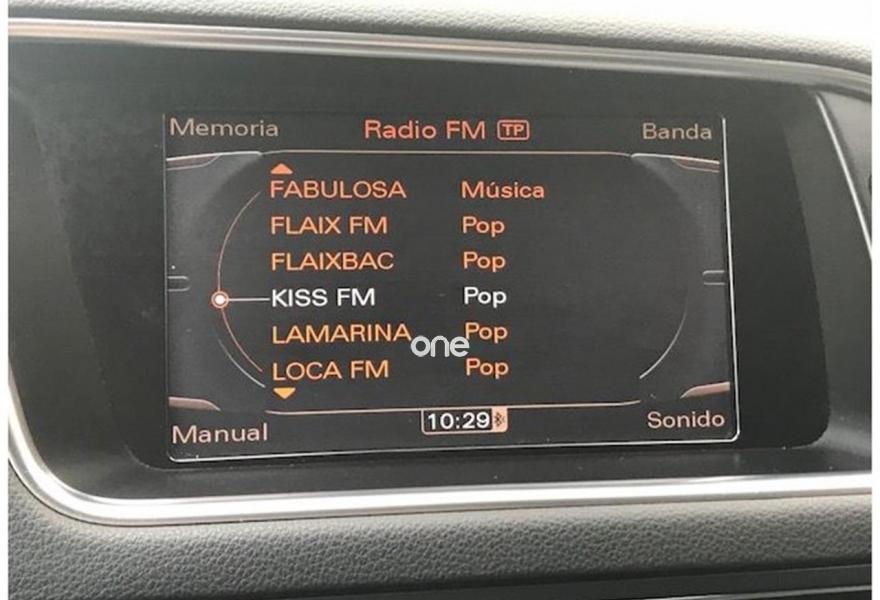 Memoria Radio FM TP Banda
FABULOSA Música
FLAIX FM Pop
FLAIXBAC Pop
KISS FM Pop
LAMARINA Pop
one
LOCA FM Pop
Manual 10:29 Sonido